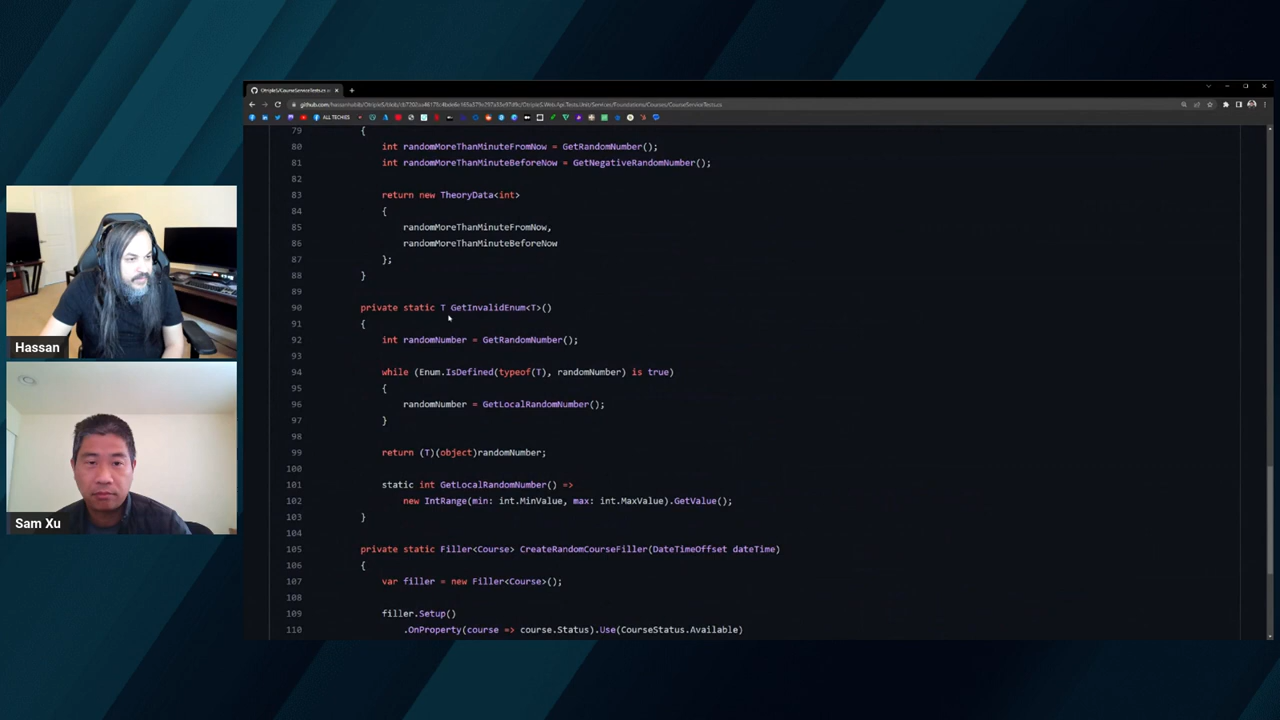 OtripleS/CourseServiceTests.cs
ALL TECHIES
79 {
80 int randomMoreThanMinuteFromNow = GetRandomNumber();
81 int randomMoreThanMinuteBeforeNow = GetNegativeRandomNumber();
82
83 return new TheoryData<int>
84 {
85 randomMoreThanMinuteFromNow,
86 randomMoreThanMinuteBeforeNow
87 };
88 }
89
90 private static T GetInvalidEnum<T>()
91 {
92 int randomNumber = GetRandomNumber();
93
94 while (Enum.IsDefined(typeof(T), randomNumber) is true)
95 {
96 randomNumber = GetLocalRandomNumber();
97 }
98
99 return (T)(object)randomNumber;
100
101 static int GetLocalRandomNumber() =>
102 new IntRange(min: int.MinValue, max: int.MaxValue).GetValue();
103 }
104
105 private static Filler<Course> CreateRandomCourseFiller(DateTimeOffset dateTime)
106 {
107 var filler = new Filler<Course>();
108
109 filler.Setup()
110 .OnProperty(course => course.Status).Use(CourseStatus.Available)
Hassan
Sam Xu